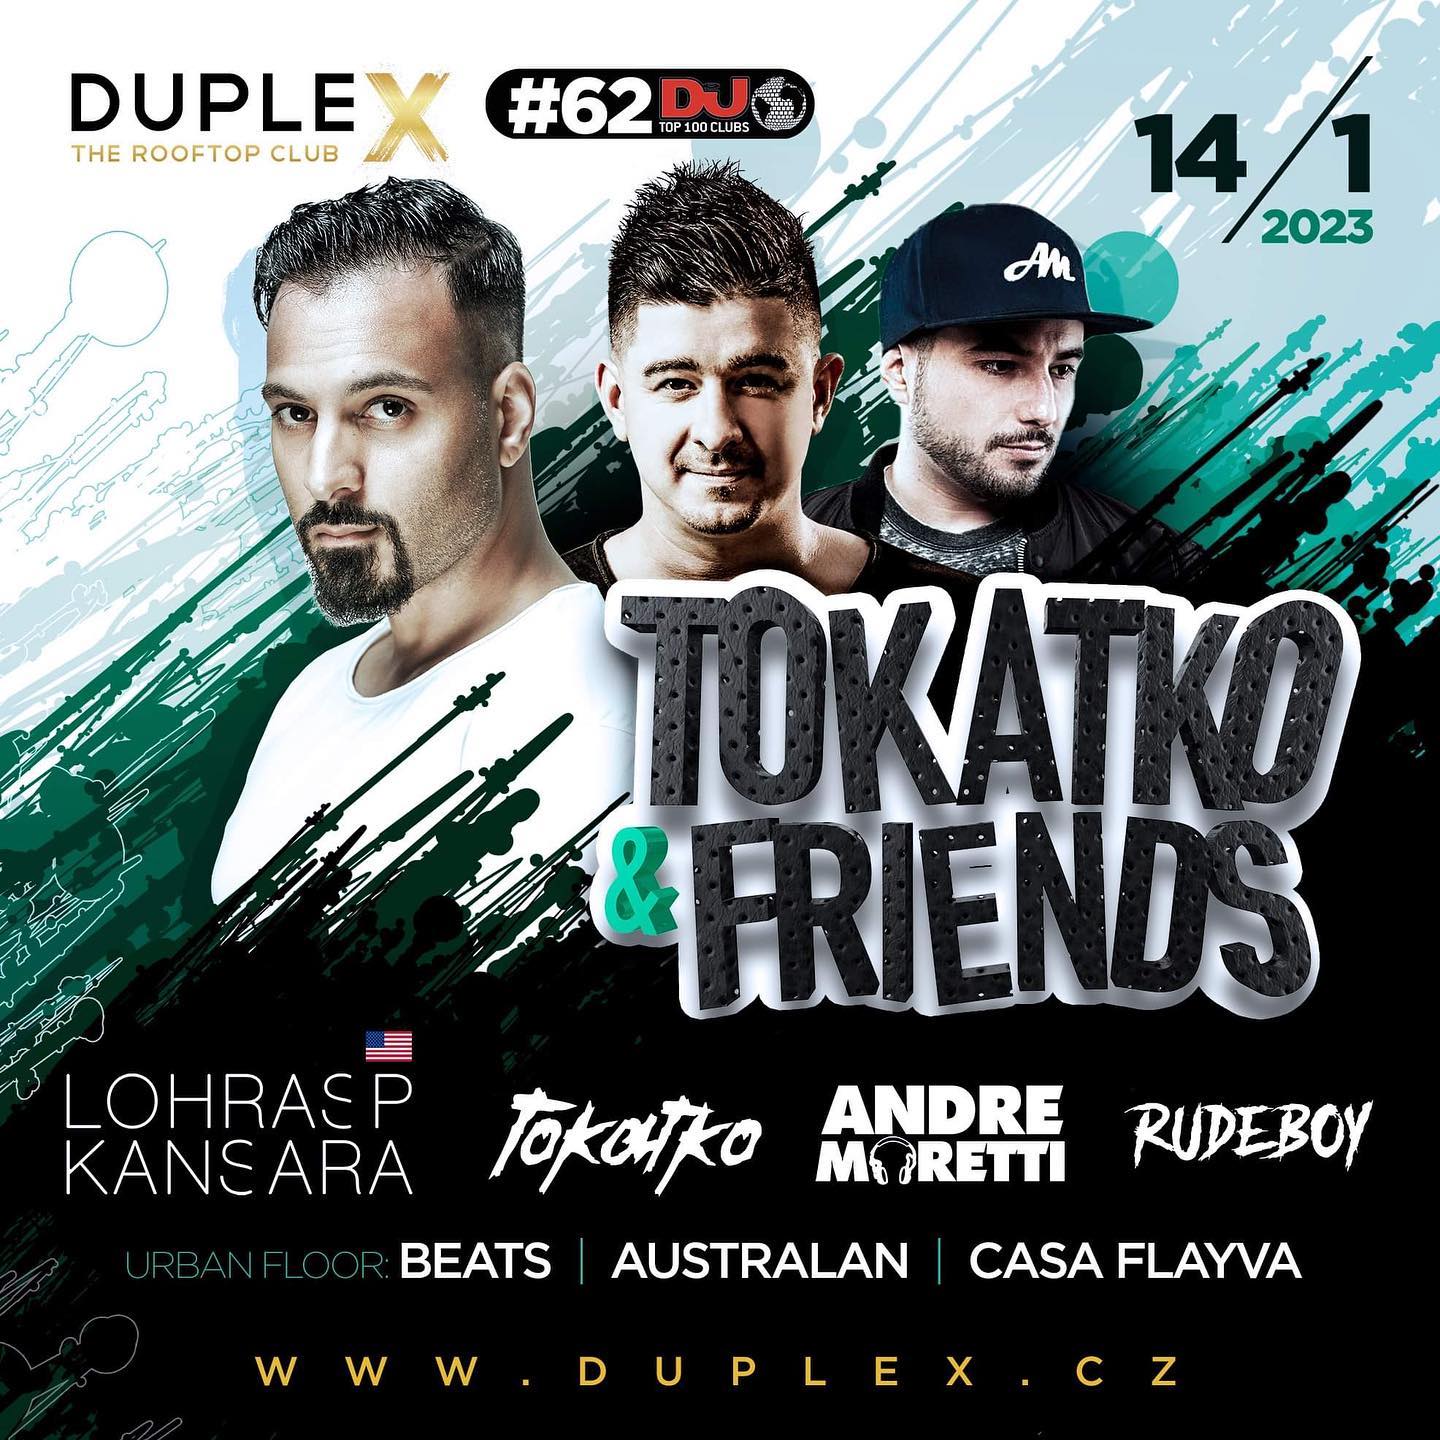 DUPLEX
THE ROOFTOP CLUB
#62 DJ
TOP 100 CLUBS
14/1
2023
AM
TOKATKO
& FRIENDS
LOHRASP
KANSARA
TOKATKO
ANDRE
MORETTI
RUDEBOY
URBAN FLOOR: BEATS | AUSTRALAN | CASA FLAYVA
WWW.DUPLEX.CZ